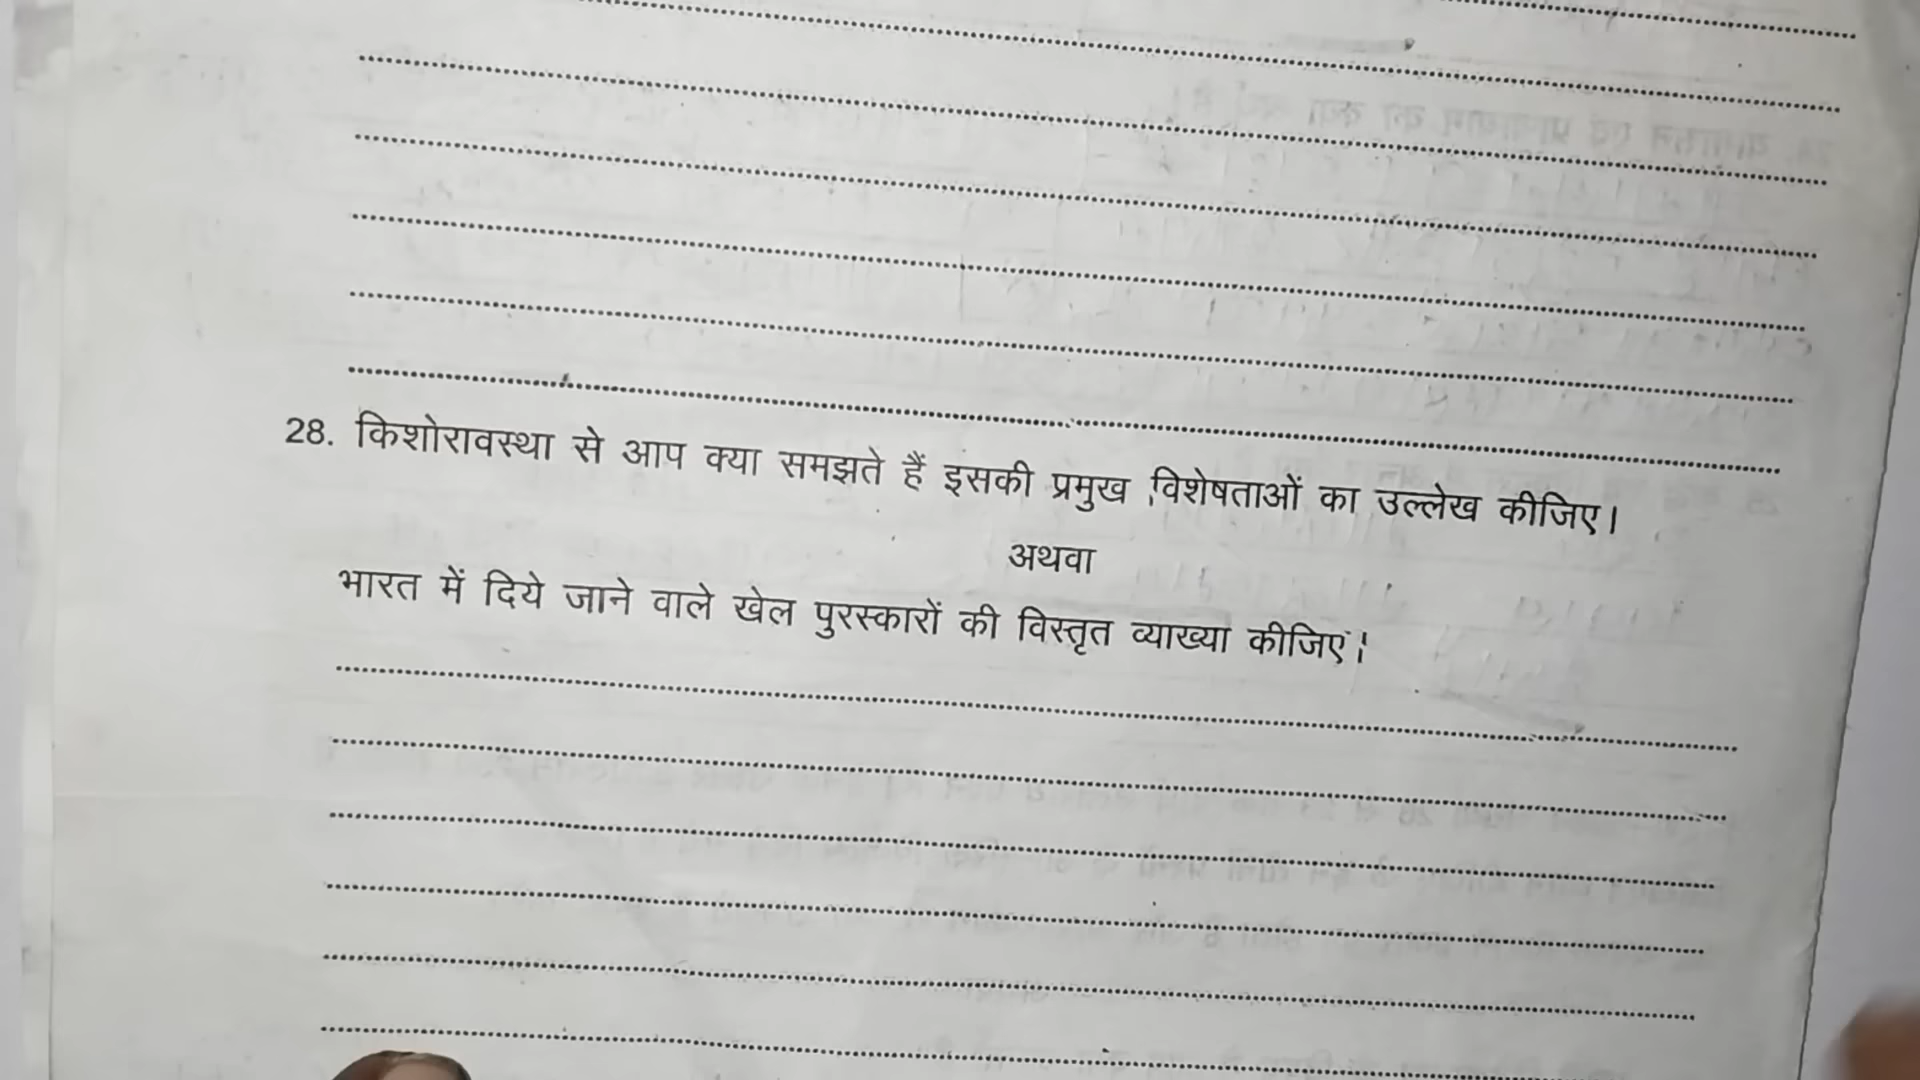 28. किशोरावस्था से आप क्या समझते हैं इसकी प्रमुख विशेषताओं का उल्लेख कीजिए।
अथवा
भारत में दिये जाने वाले खेल पुरस्कारों की विस्तृत व्याख्या कीजिए।